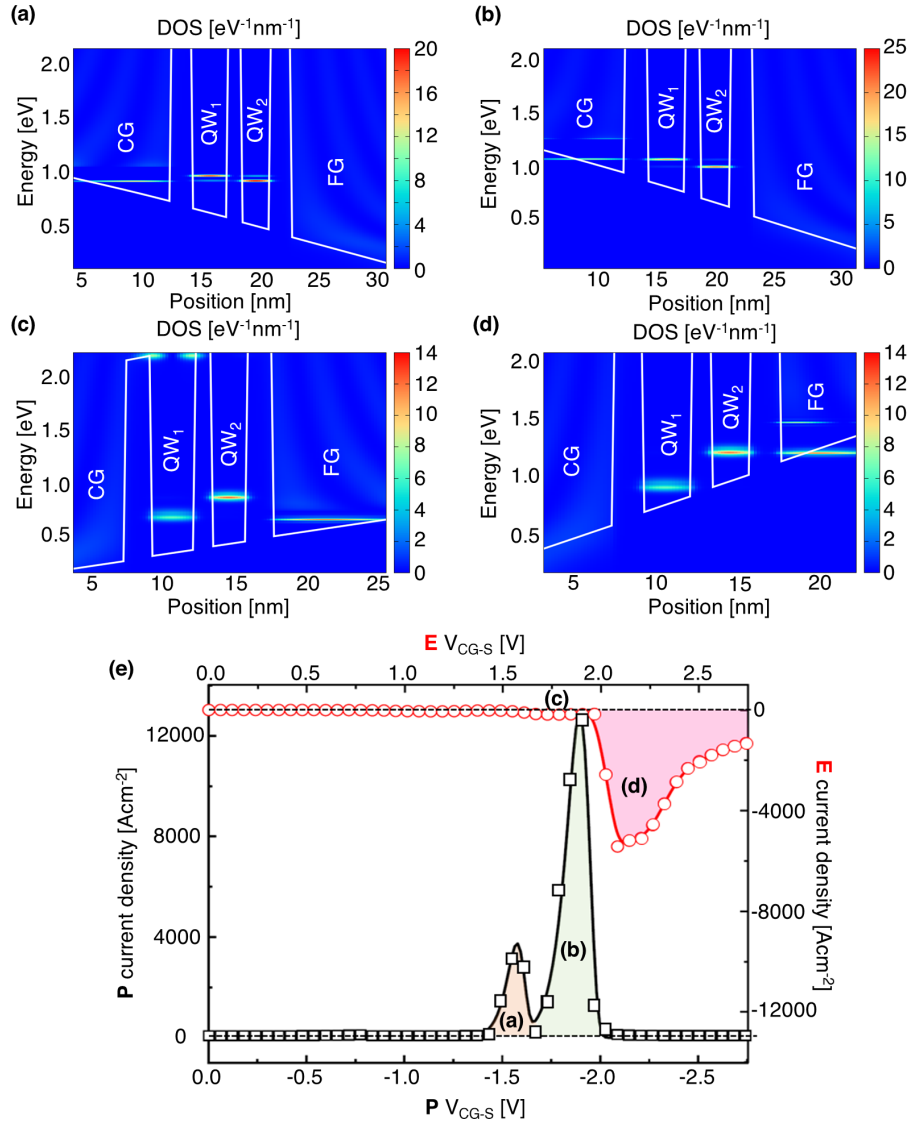 (a)
DOS [eV⁻¹nm⁻¹]
Energy [eV]
2.0
1.5
1.0
0.5
CG
QW₁
QW₂
FG
5 10 15 20 25 30
Position [nm]
20
18
16
14
12
10
8
6
4
2
0
(b)
DOS [eV⁻¹nm⁻¹]
Energy [eV]
2.0
1.5
1.0
0.5
CG
QW₁
QW₂
FG
10 15 20 25 30
Position [nm]
25
20
15
10
5
0
(c)
DOS [eV⁻¹nm⁻¹]
Energy [eV]
2.0
1.5
1.0
0.5
CG
QW₁
QW₂
FG
5 10 15 20 25
Position [nm]
14
12
10
8
6
4
2
0
(d)
DOS [eV⁻¹nm⁻¹]
Energy [eV]
2.0
1.5
1.0
0.5
CG
QW₁
QW₂
FG
5 10 15 20
Position [nm]
14
12
10
8
6
4
2
0
(e)
E V_CG-S [V]
0.0 0.5 1.0 1.5 2.0 2.5
P current density [Acm⁻²]
12000
8000
4000
0
(c)
(d)
(b)
(a)
0
-4000
-8000
-12000
E current density [Acm⁻²]
0.0 -0.5 -1.0 -1.5 -2.0 -2.5
P V_CG-S [V]